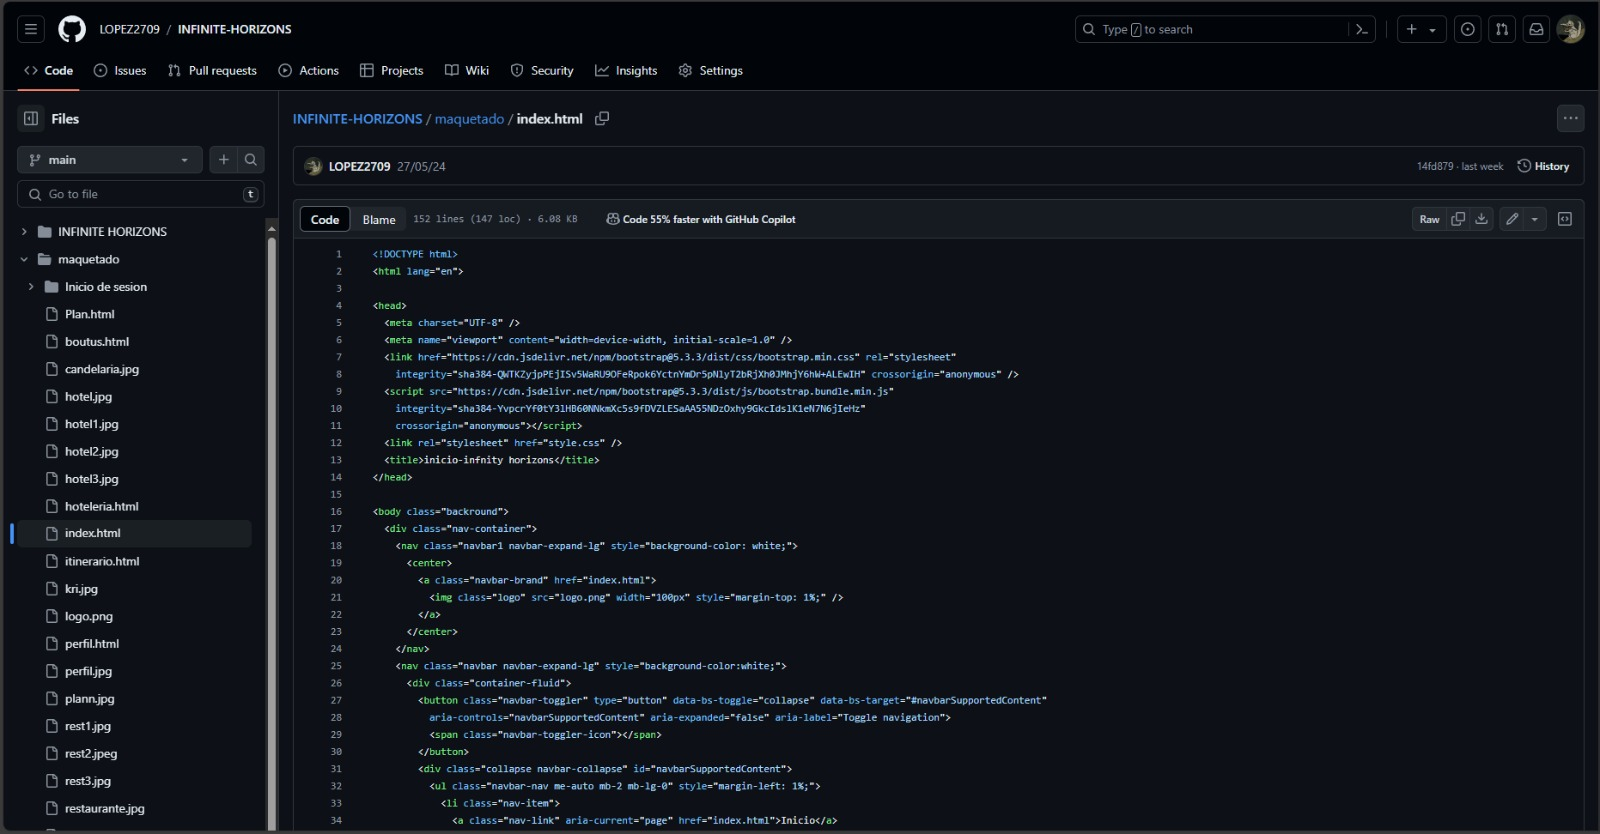 LOPEZ2709 / INFINITE-HORIZONS
Type / to search
Code
Issues
Pull requests
Actions
Projects
Wiki
Security
Insights
Settings
Files
main
Go to file
t
INFINITE HORIZONS
maquetado
Inicio de sesion
Plan.html
boutus.html
candelaria.jpg
hotel.jpg
hotel1.jpg
hotel2.jpg
hotel3.jpg
hoteleria.html
index.html
itinerario.html
kri.jpg
logo.png
perfil.html
perfil.jpg
plann.jpg
rest1.jpg
rest2.jpeg
rest3.jpg
restaurante.jpg
INFINITE-HORIZONS / maquetado / index.html
LOPEZ2709 27/05/24
14fd879 · last week
History
Code
Blame
152 lines (147 loc) · 6.08 KB
Code 55% faster with GitHub Copilot
Raw
1 <!DOCTYPE html>
2 <html lang="en">
3
4 <head>
5 <meta charset="UTF-8" />
6 <meta name="viewport" content="width=device-width, initial-scale=1.0" />
7 <link href="https://cdn.jsdelivr.net/npm/bootstrap@5.3.3/dist/css/bootstrap.min.css" rel="stylesheet"
8 integrity="sha384-QWTKZyjpPEjISv5WaRU9OFeRpok6YctnYmDr5pNlyT2bRjXh0JMhjY6hW+ALEwIH" crossorigin="anonymous" />
9 <script src="https://cdn.jsdelivr.net/npm/bootstrap@5.3.3/dist/js/bootstrap.bundle.min.js"
10 integrity="sha384-YvpcrYf0tY3lHB60NNkmXc5s9fDVZLESaAA55NDzOxhy9GkcIdslK1eN7N6jIeHz"
11 crossorigin="anonymous"></script>
12 <link rel="stylesheet" href="style.css" />
13 <title>inicio-infnity horizons</title>
14 </head>
15
16 <body class="backround">
17 <div class="nav-container">
18 <nav class="navbar1 navbar-expand-lg" style="background-color: white;">
19 <center>
20 <a class="navbar-brand" href="index.html">
21 <img class="logo" src="logo.png" width="100px" style="margin-top: 1%;" />
22 </a>
23 </center>
24 </nav>
25 <nav class="navbar navbar-expand-lg" style="background-color:white;">
26 <div class="container-fluid">
27 <button class="navbar-toggler" type="button" data-bs-toggle="collapse" data-bs-target="#navbarSupportedContent"
28 aria-controls="navbarSupportedContent" aria-expanded="false" aria-label="Toggle navigation">
29 <span class="navbar-toggler-icon"></span>
30 </button>
31 <div class="collapse navbar-collapse" id="navbarSupportedContent">
32 <ul class="navbar-nav me-auto mb-2 mb-lg-0" style="margin-left: 1%;">
33 <li class="nav-item">
34 <a class="nav-link" aria-current="page" href="index.html">Inicio</a>